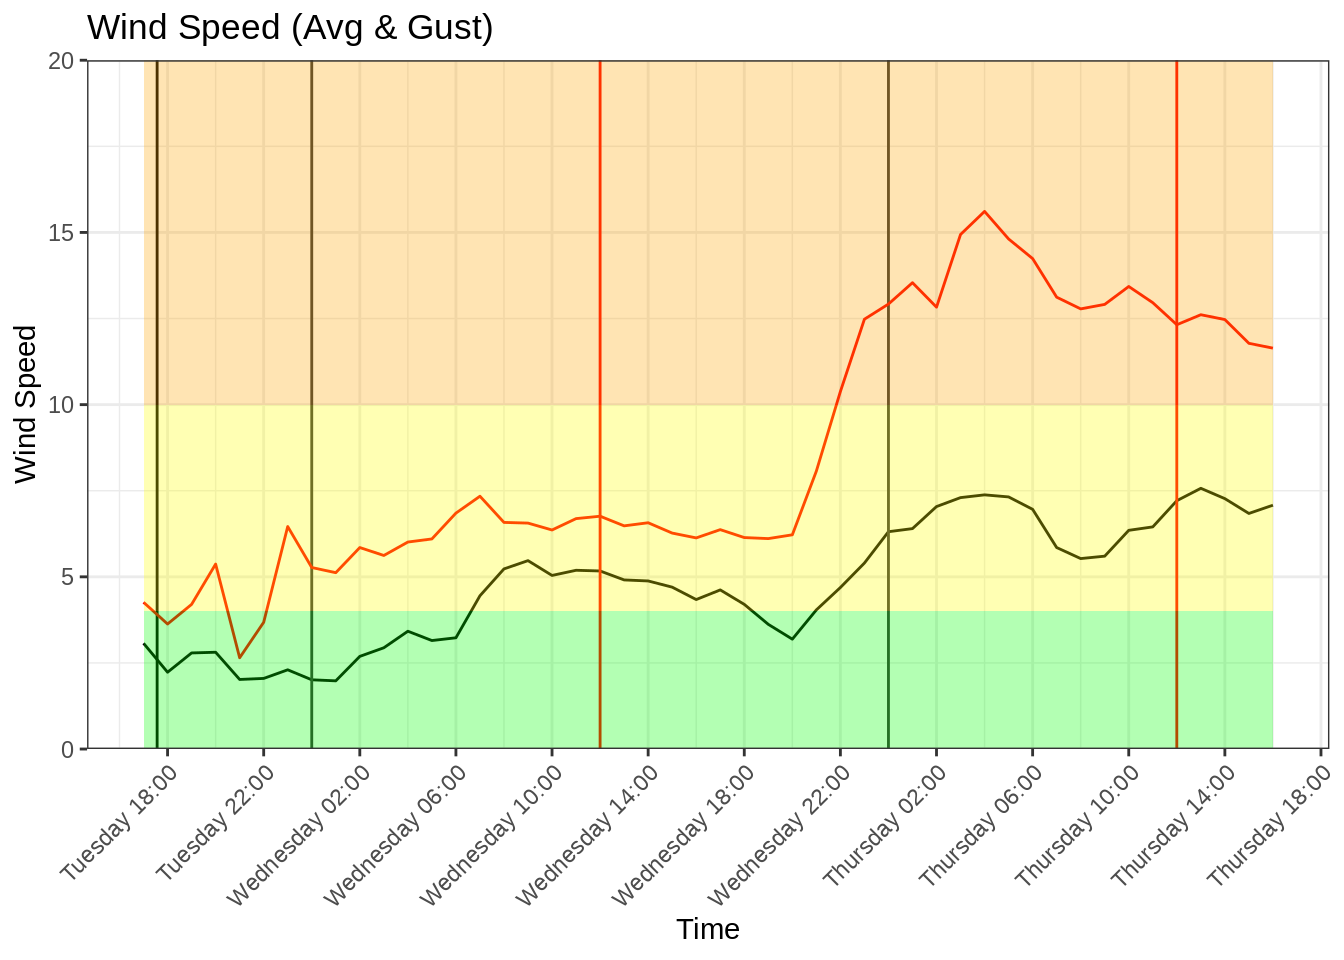 Wind Speed (Avg & Gust)
20
15
10
5
0
Wind Speed
Tuesday 18:00
Tuesday 22:00
Wednesday 02:00
Wednesday 06:00
Wednesday 10:00
Wednesday 14:00
Wednesday 18:00
Wednesday 22:00
Thursday 02:00
Thursday 06:00
Thursday 10:00
Thursday 14:00
Thursday 18:00
Time